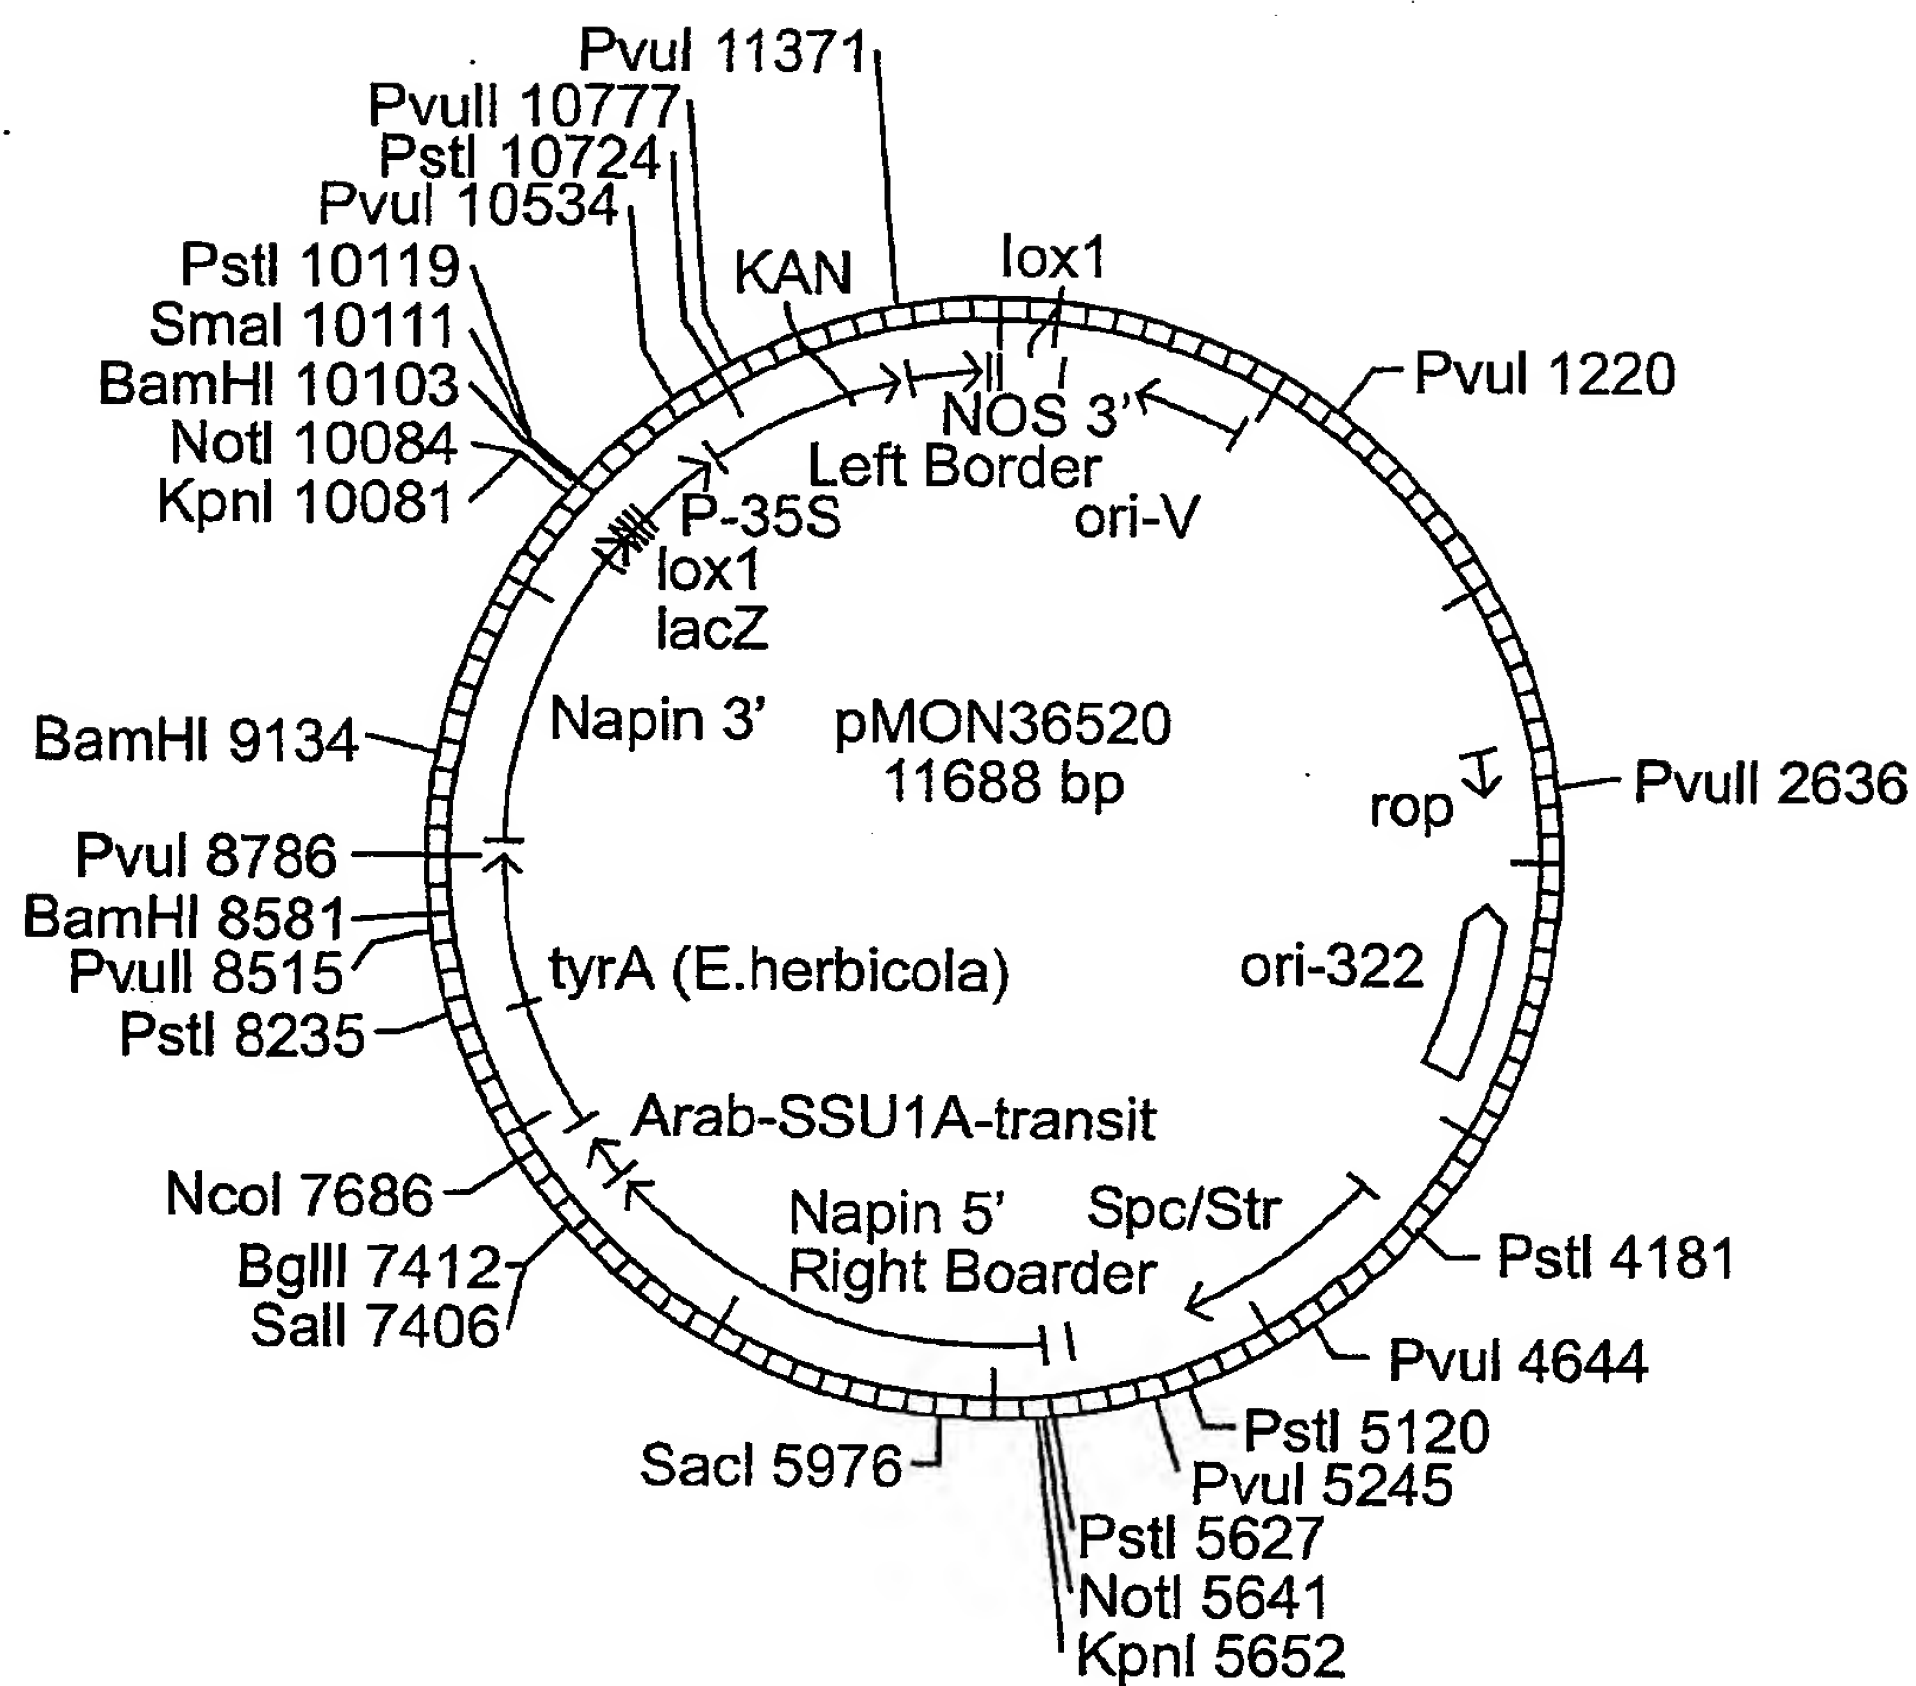 PvuI 11371
PvuII 10777
PstI 10724
PvuI 10534
PstI 10119
SmaI 10111
BamHI 10103
NotI 10084
KpnI 10081
KAN
lox1
PvuI 1220
NOS 3'
Left Border
P-35S
ori-V
lox1
lacZ
BamHI 9134
Napin 3'
pMON36520
11688 bp
rop
PvuII 2636
PvuI 8786
BamHI 8581
PvuII 8515
PstI 8235
tyrA (E.herbicola)
ori-322
Arab-SSU1A-transit
NcoI 7686
BglII 7412
SalI 7406
Napin 5'
Right Boarder
Spc/Str
PstI 4181
PvuI 4644
PstI 5120
PvuI 5245
SacI 5976
PstI 5627
NotI 5641
KpnI 5652